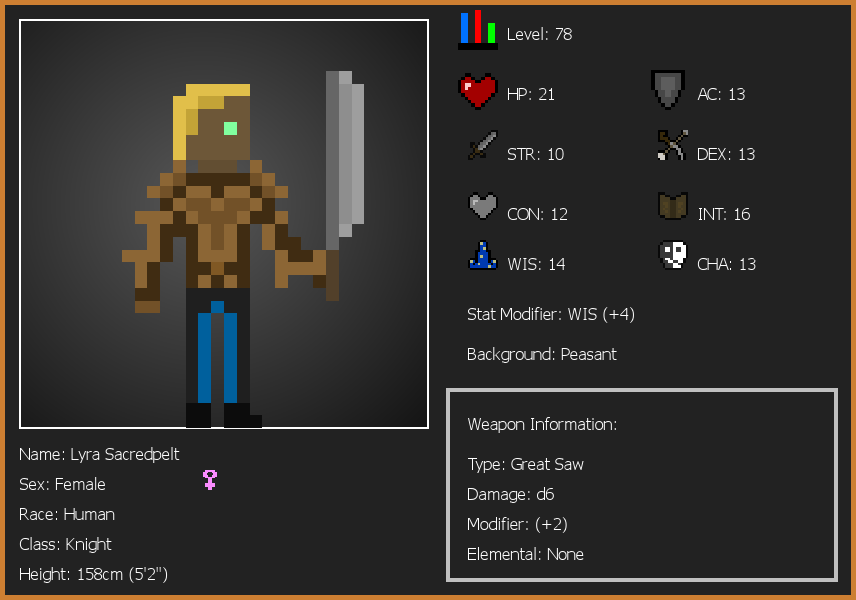 Level: 78
HP: 21
AC: 13
STR: 10
DEX: 13
CON: 12
INT: 16
WIS: 14
CHA: 13
Stat Modifier: WIS (+4)
Background: Peasant
Weapon Information:
Type: Great Saw
Damage: d6
Modifier: (+2)
Elemental: None
Name: Lyra Sacredpelt
Sex: Female
Race: Human
Class: Knight
Height: 158cm (5'2")